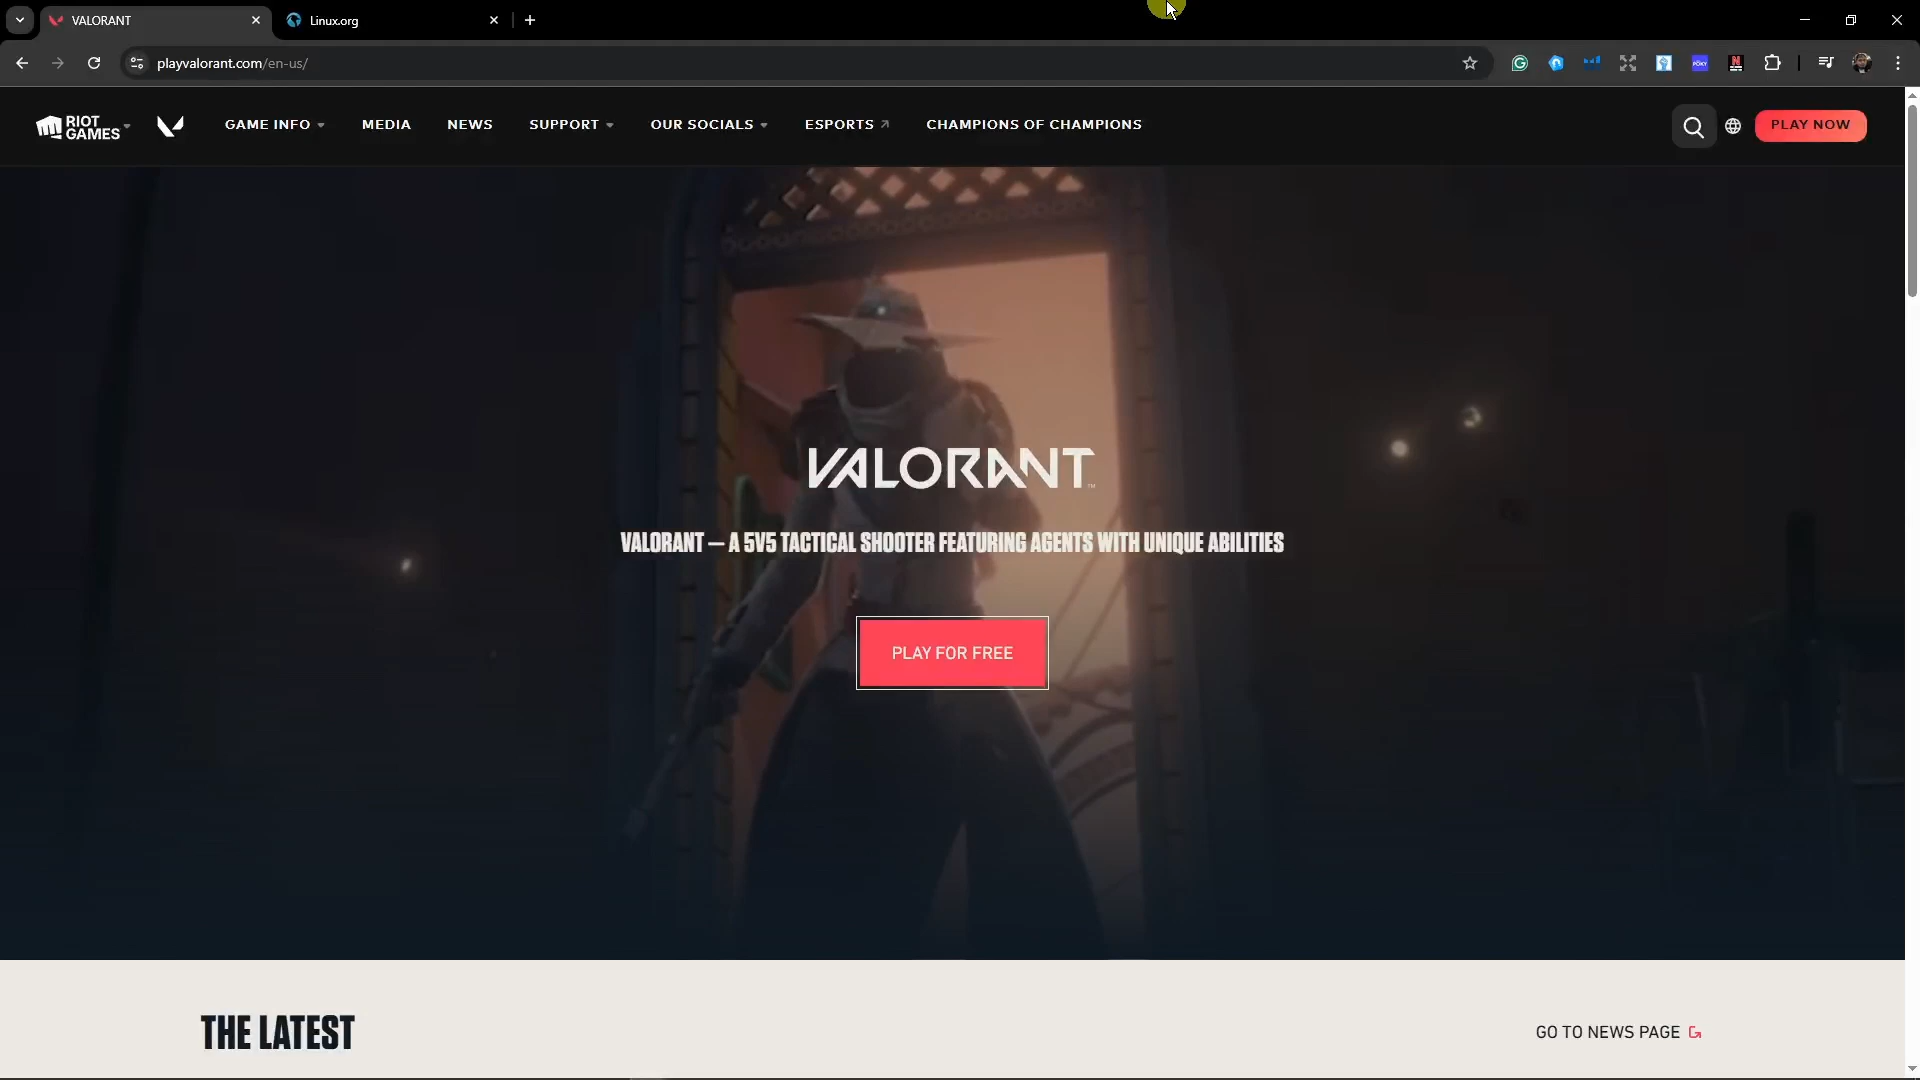 VALORANT
Linux.org
playvalorant.com/en-us/
RIOT GAMES
GAME INFO
MEDIA
NEWS
SUPPORT
OUR SOCIALS
ESPORTS
CHAMPIONS OF CHAMPIONS
PLAY NOW
VALORANT
VALORANT — A 5V5 TACTICAL SHOOTER FEATURING AGENTS WITH UNIQUE ABILITIES
PLAY FOR FREE
THE LATEST
GO TO NEWS PAGE